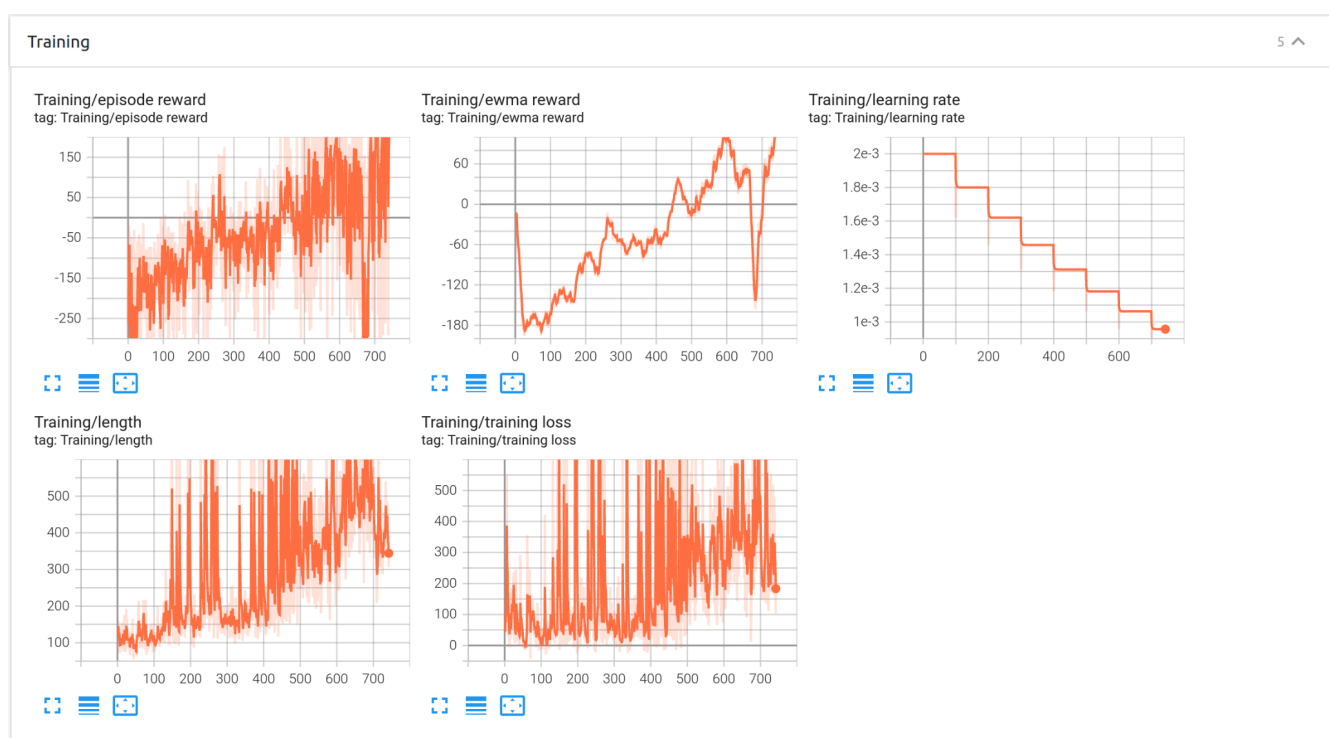 Training
5
Training/episode reward
tag: Training/episode reward
150
50
-50
-150
-250
0 100 200 300 400 500 600 700
Training/ewma reward
tag: Training/ewma reward
60
0
-60
-120
-180
0 100 200 300 400 500 600 700
Training/learning rate
tag: Training/learning rate
2e-3
1.8e-3
1.6e-3
1.4e-3
1.2e-3
1e-3
0 200 400 600
Training/length
tag: Training/length
500
400
300
200
100
0 100 200 300 400 500 600 700
Training/training loss
tag: Training/training loss
500
400
300
200
100
0
0 100 200 300 400 500 600 700